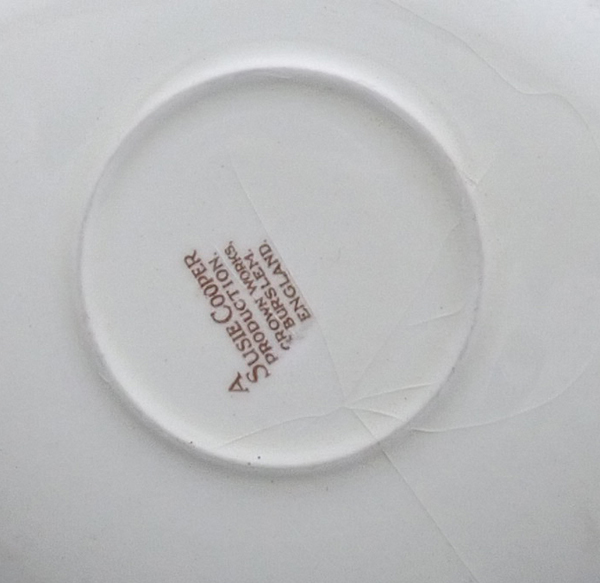 A
SUSIE COOPER
PRODUCTION.
CROWN WORKS,
BURSLEM,
ENGLAND.